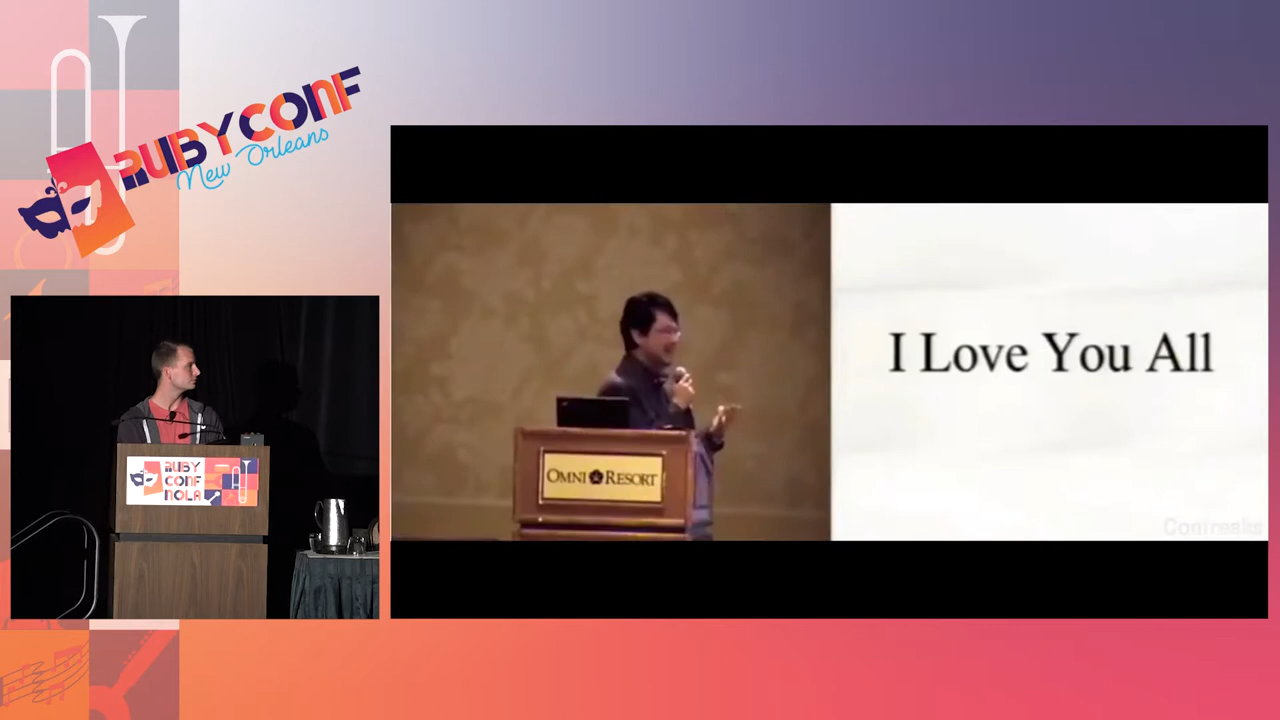 RUBYCONF
New Orleans
RUBY
CONF
NOLA
OMNI RESORT
I Love You All
Confreaks